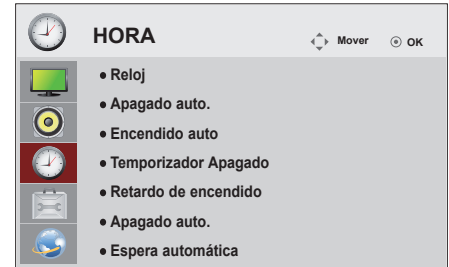 HORA
Mover
OK
Reloj
Apagado auto.
Encendido auto
Temporizador Apagado
Retardo de encendido
Apagado auto.
Espera automática